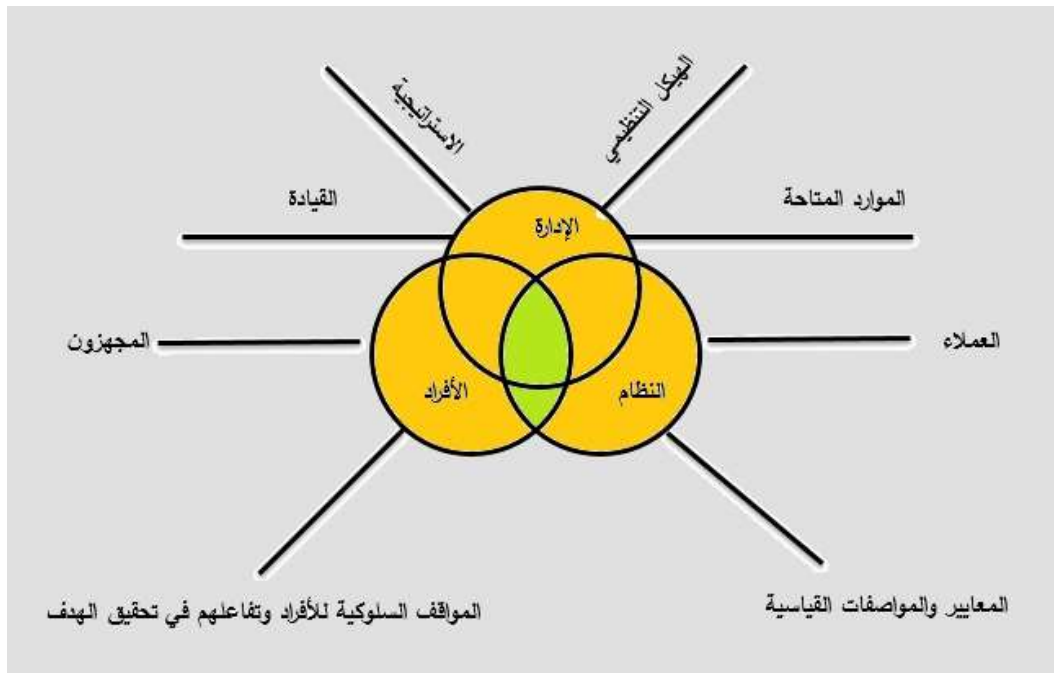 الهيكل التنظيمي
الاستراتيجية
الموارد المتاحة
القيادة
الإدارة
العملاء
المجهزون
النظام
الأفراد
المعايير والمواصفات القياسية
المواقف السلوكية للأفراد وتفاعلهم في تحقيق الهدف